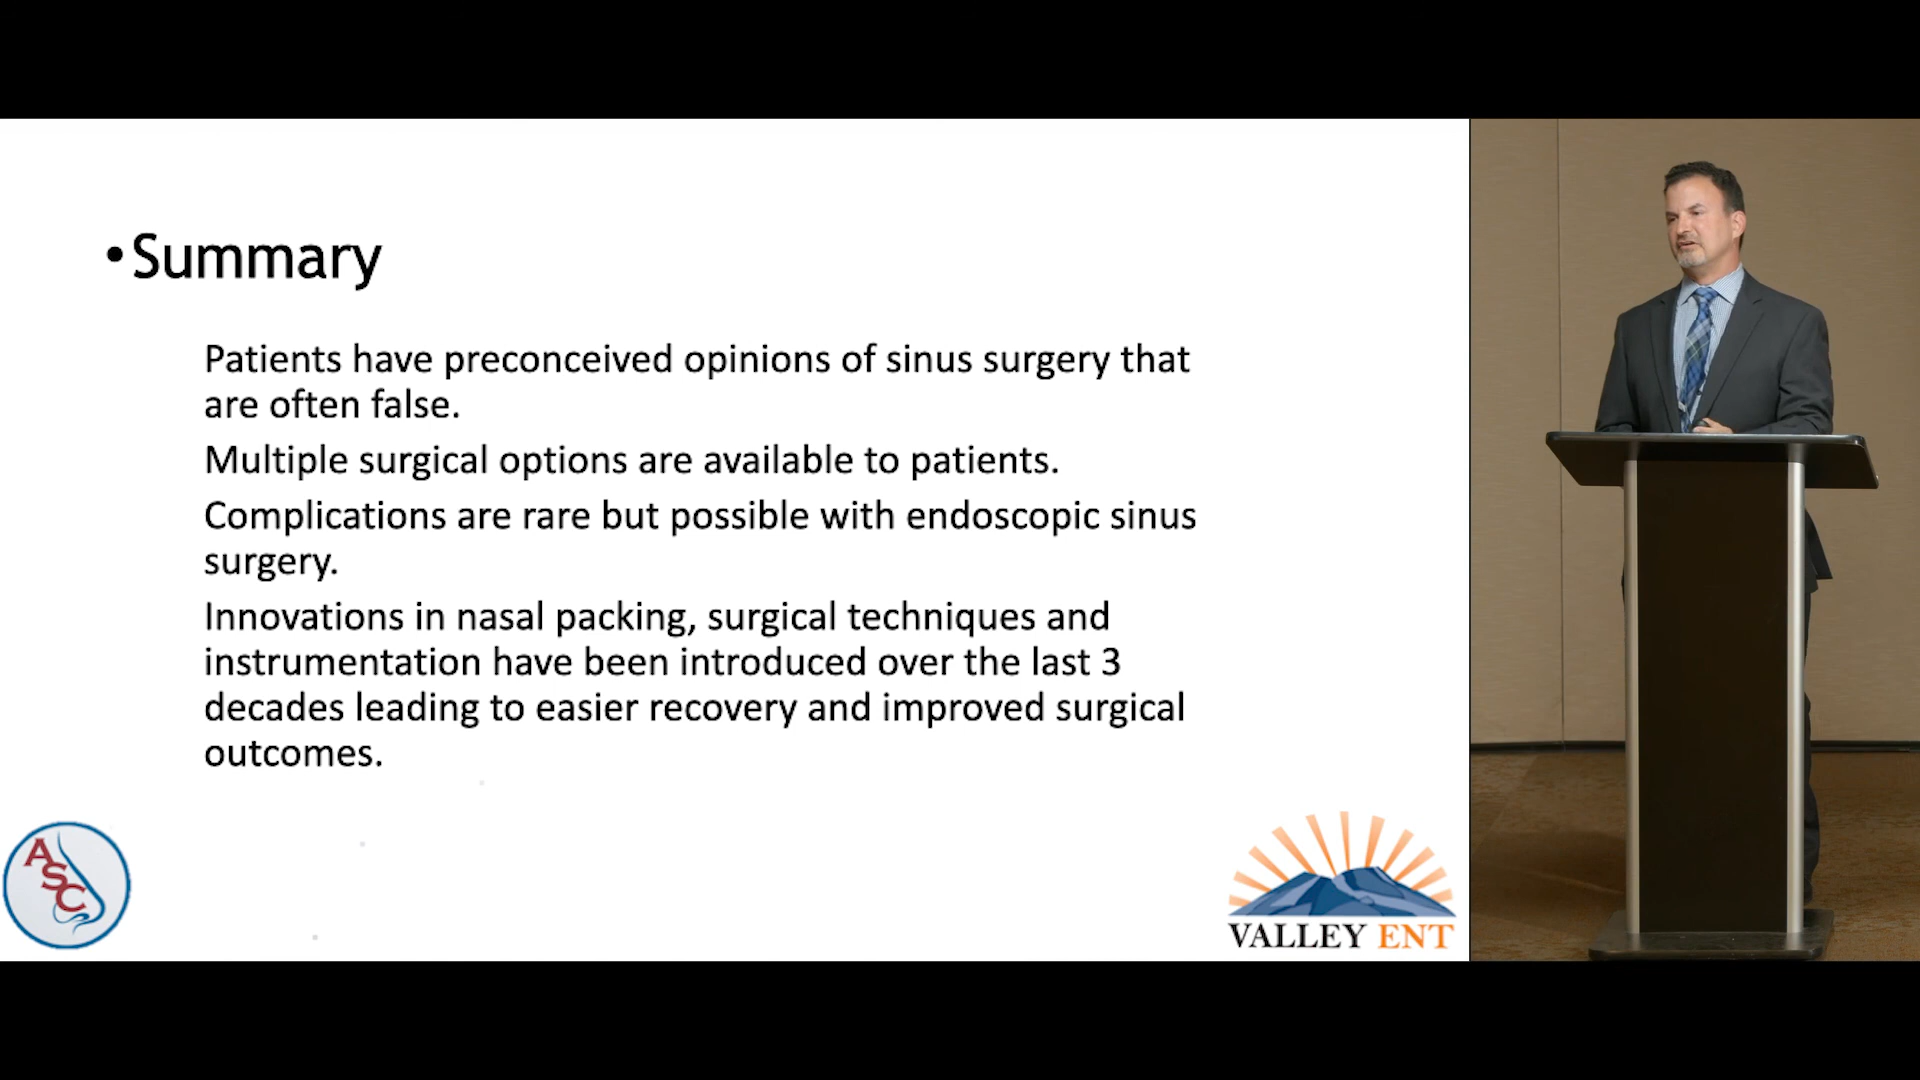 •Summary
Patients have preconceived opinions of sinus surgery that
are often false.
Multiple surgical options are available to patients.
Complications are rare but possible with endoscopic sinus
surgery.
Innovations in nasal packing, surgical techniques and
instrumentation have been introduced over the last 3
decades leading to easier recovery and improved surgical
outcomes.
ASC
VALLEY ENT